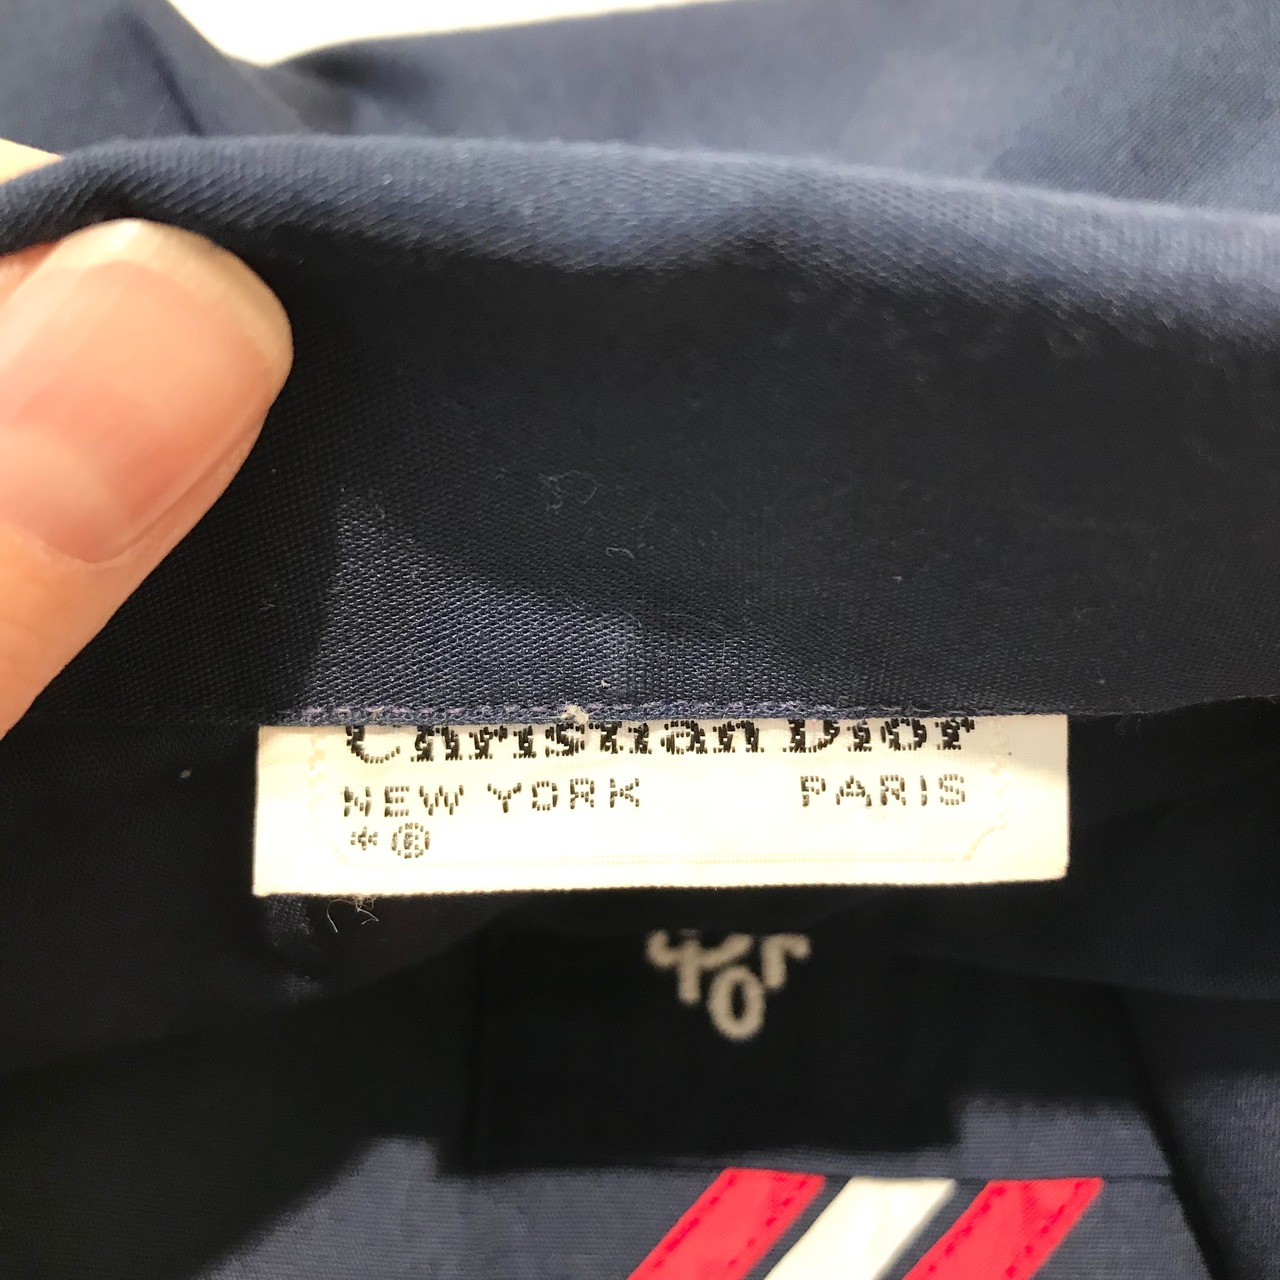 Christian Dior
NEW YORK PARIS
* ®